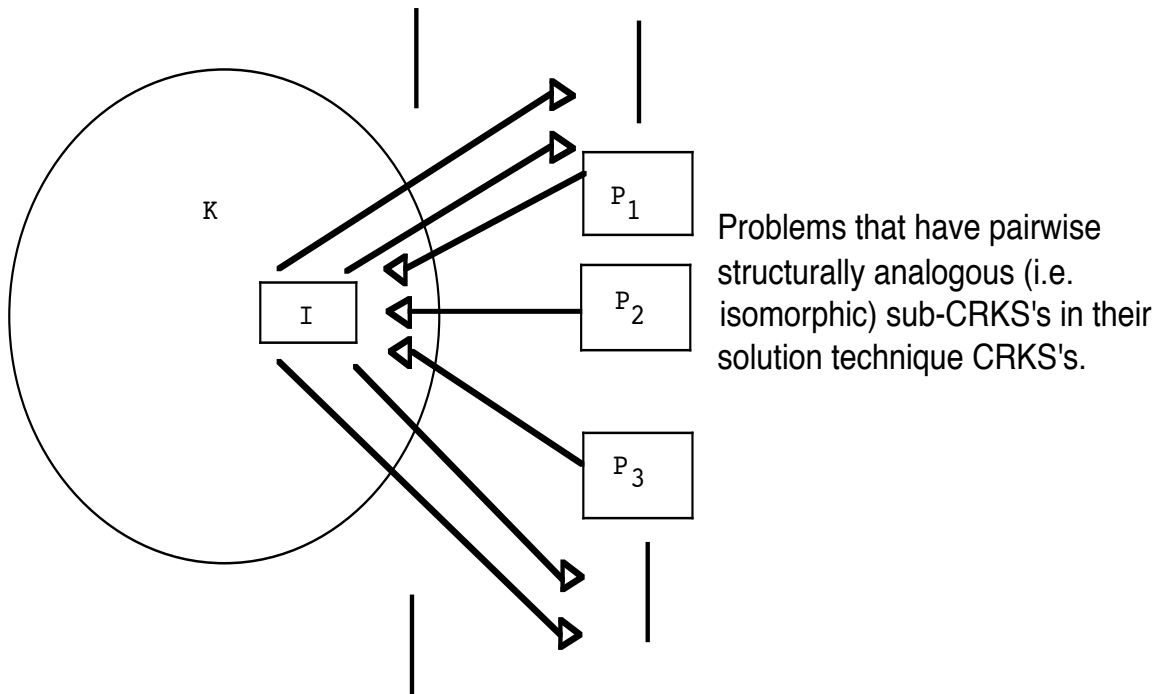 K
I
P1
P2
P3
Problems that have pairwise
structurally analogous (i.e.
isomorphic) sub-CRKS's in their
solution technique CRKS's.